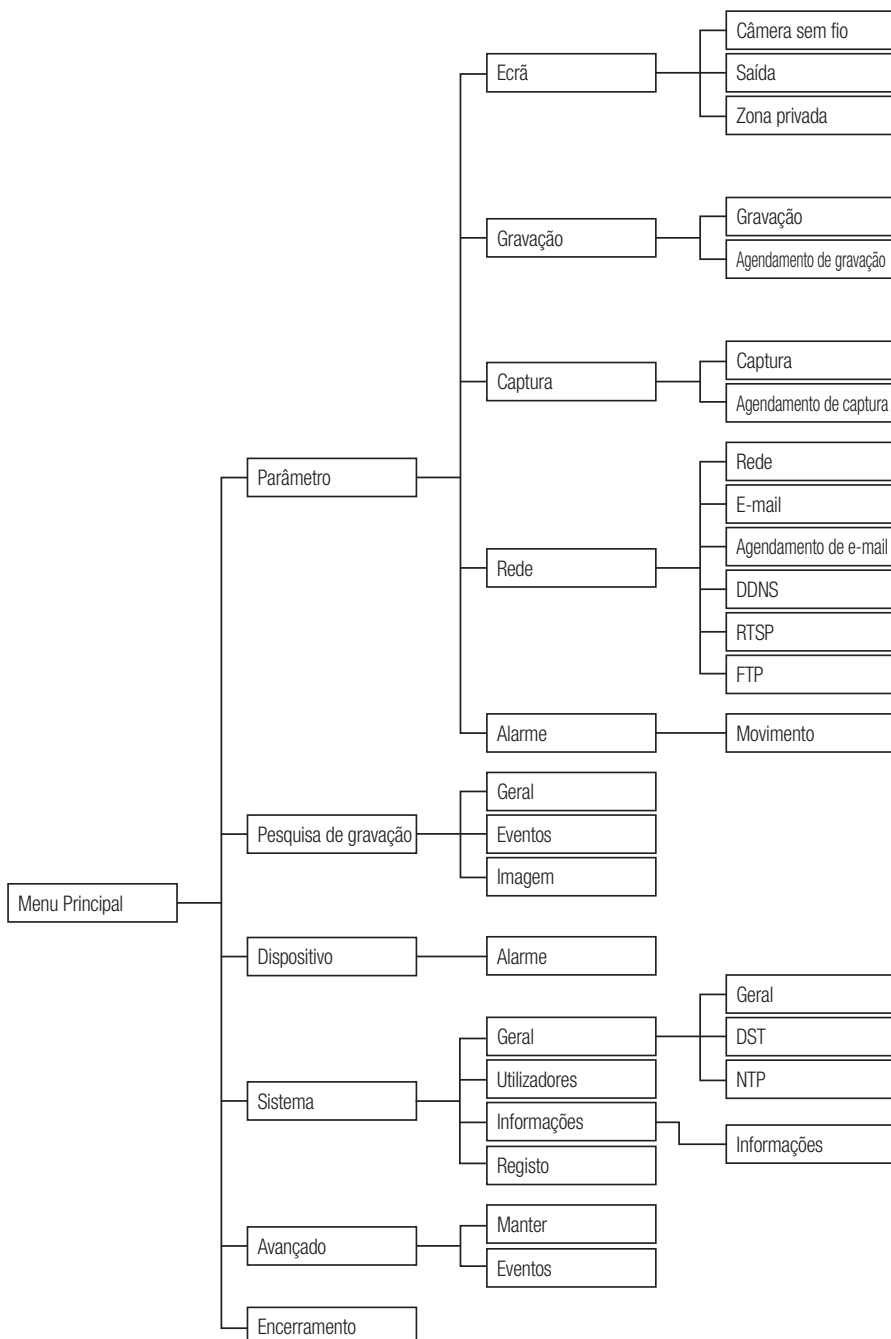 Câmera sem fio
Ecrã
Saída
Zona privada
Gravação
Gravação
Agendamento de gravação
Captura
Captura
Agendamento de captura
Parâmetro
Rede
E-mail
Agendamento de e-mail
Rede
DDNS
RTSP
FTP
Alarme
Movimento
Geral
Pesquisa de gravação
Eventos
Imagem
Menu Principal
Dispositivo
Alarme
Geral
Geral
DST
Utilizadores
NTP
Sistema
Informações
Informações
Registo
Manter
Avançado
Eventos
Encerramento